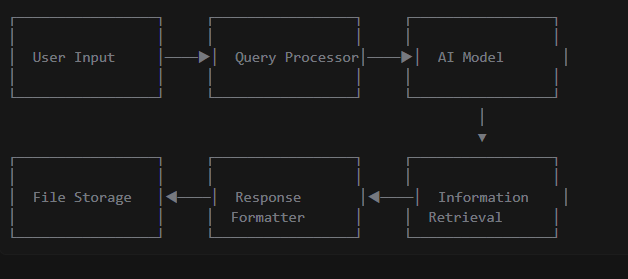 User Input
Query Processor
AI Model
File Storage
Response
Formatter
Information
Retrieval